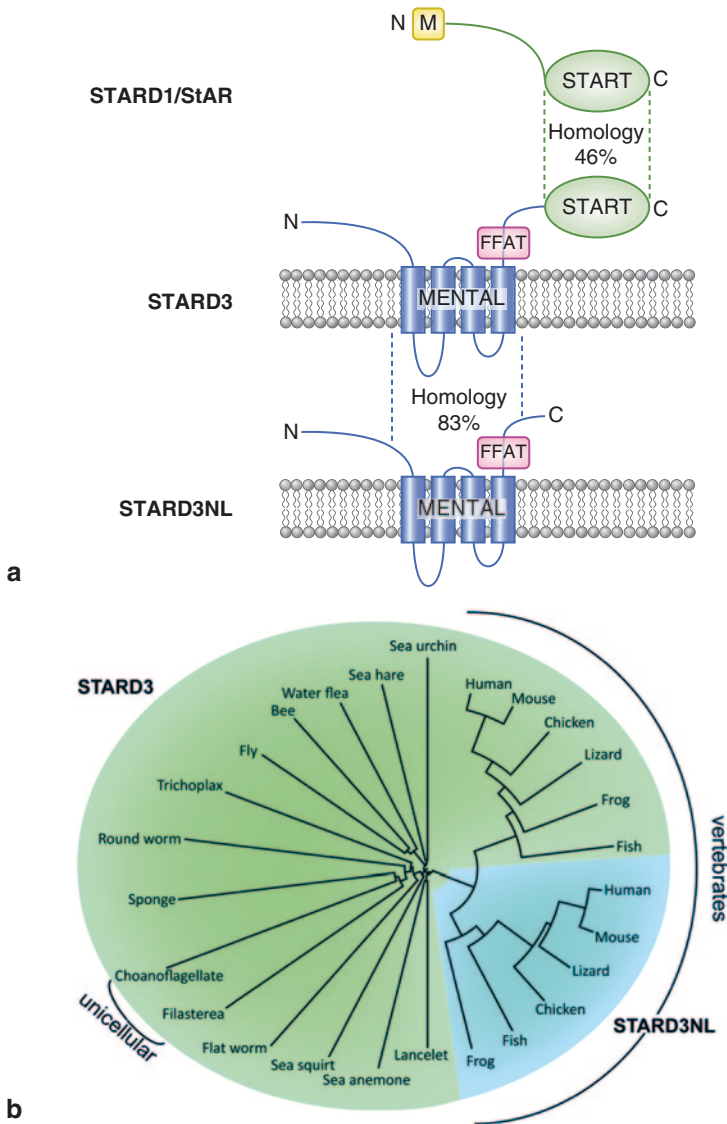 N M
STARD1/StAR
START C
Homology
46%
START C
N
FFAT
MENTAL
STARD3
Homology
83%
C
N
FFAT
MENTAL
STARD3NL
a
STARD3
Sea urchin
Sea hare
Water flea
Bee
Fly
Trichoplax
Round worm
Sponge
Choanoflagellate
unicellular
Filasterea
Flat worm
Sea squirt
Sea anemone
Lancelet
Human
Mouse
Chicken
Lizard
Frog
Fish
vertebrates
Human
Mouse
Lizard
Chicken
Fish
Frog
STARD3NL
b